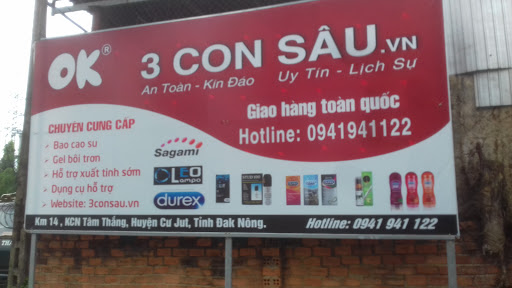 OK®
3 CON SÂU.VN
An Toàn - Kín Đáo Uy Tín - Lịch Sự
Giao hàng toàn quốc
Hotline: 0941941122
CHUYÊN CUNG CẤP
› Bao cao su
› Gel bôi trơn
› Hỗ trợ xuất tinh sớm
› Dụng cụ hỗ trợ
› Website: 3consau.vn
Sagami
LEO
durex
Km 14 , KCN Tâm Thắng, Huyện Cư Jut, Tỉnh Đak Nông.
Hotline: 0941 941 122